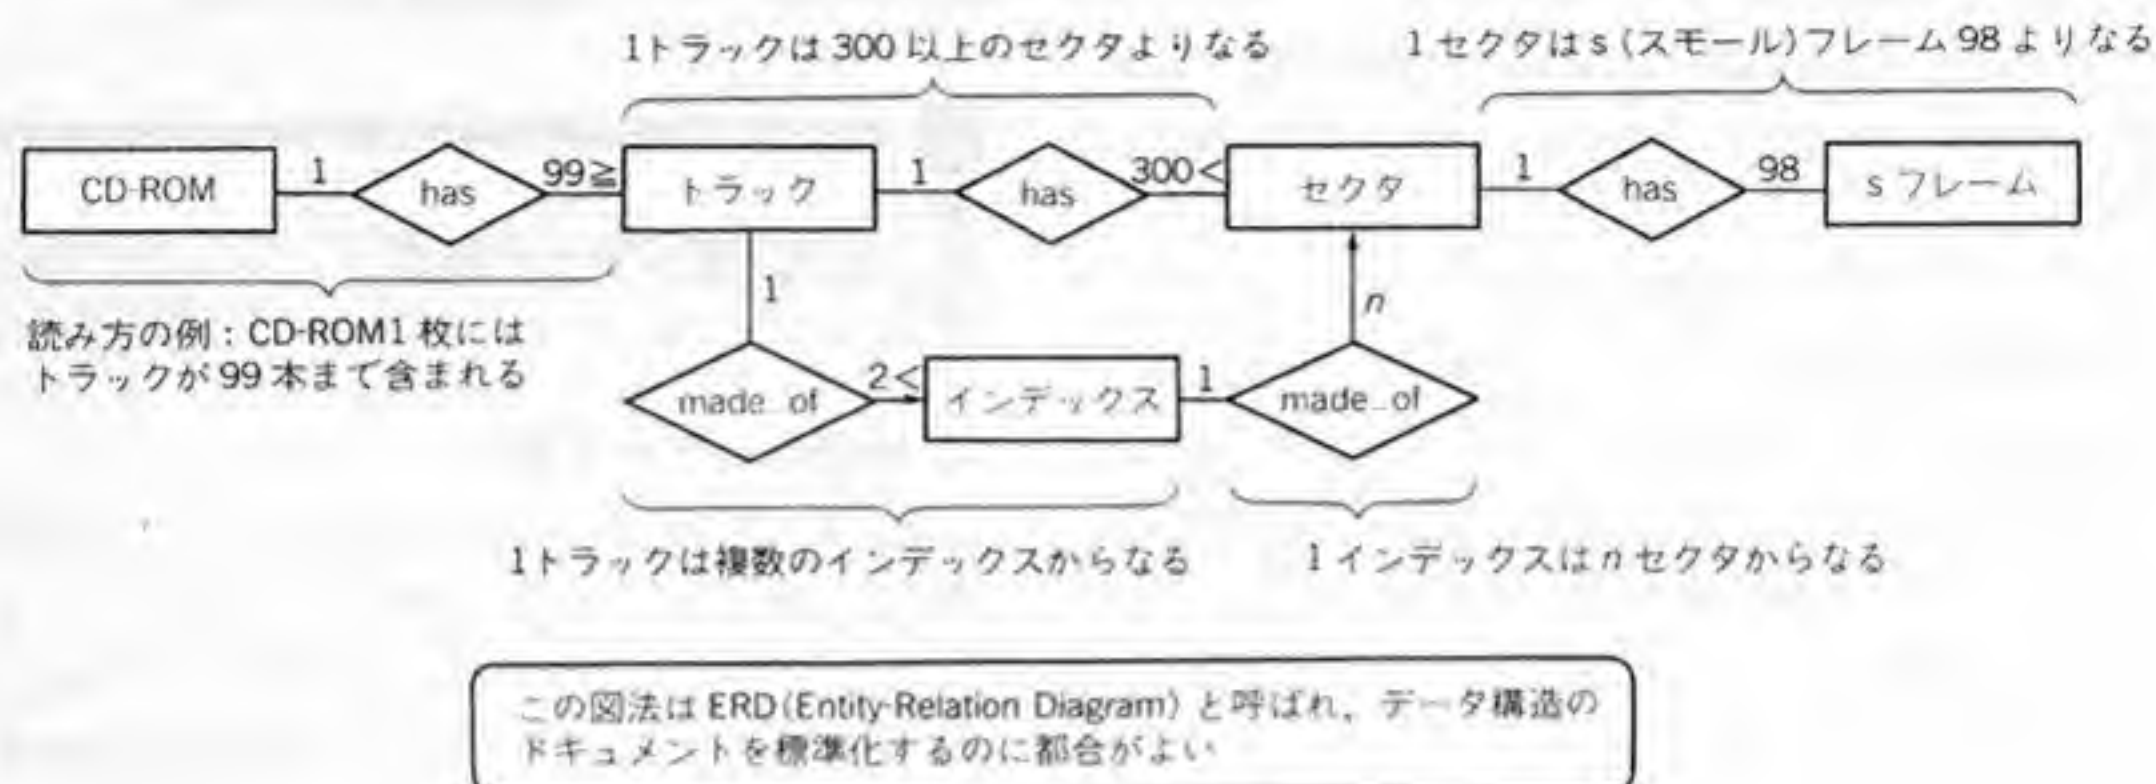 1トラックは300以上のセクタよりなる
1セクタはs(スモール)フレーム98よりなる
CD-ROM
1
has
99≧
トラック
1
has
300<
セクタ
1
has
98
sフレーム
読み方の例:CD-ROM1枚には
トラックが99本まで含まれる
1
n
made_of
2<
インデックス
1
made_of
1トラックは複数のインデックスからなる
1インデックスはnセクタからなる
この図法はERD(Entity-Relation Diagram)と呼ばれ,データ構造の
ドキュメントを標準化するのに都合がよい